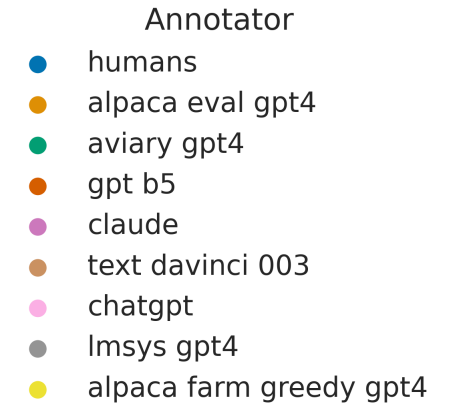 Annotator
humans
alpaca eval gpt4
aviary gpt4
gpt b5
claude
text davinci 003
chatgpt
lmsys gpt4
alpaca farm greedy gpt4